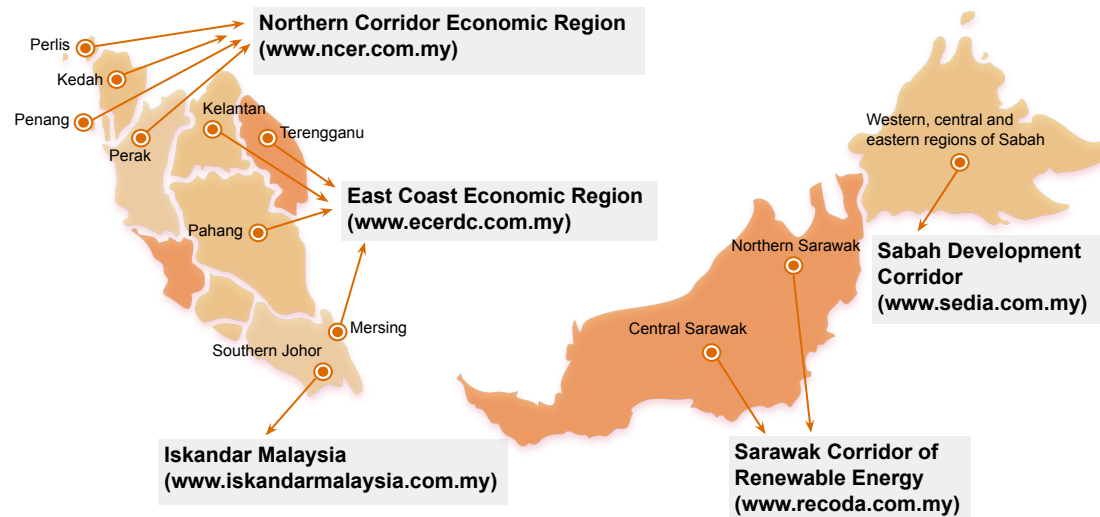 Northern Corridor Economic Region
(www.ncer.com.my)
Perlis
Kedah
Penang
Perak
Kelantan
Terengganu
East Coast Economic Region
(www.ecerdc.com.my)
Pahang
Mersing
Southern Johor
Iskandar Malaysia
(www.iskandarmalaysia.com.my)
Western, central and
eastern regions of Sabah
Sabah Development
Corridor
(www.sedia.com.my)
Northern Sarawak
Central Sarawak
Sarawak Corridor of
Renewable Energy
(www.recoda.com.my)